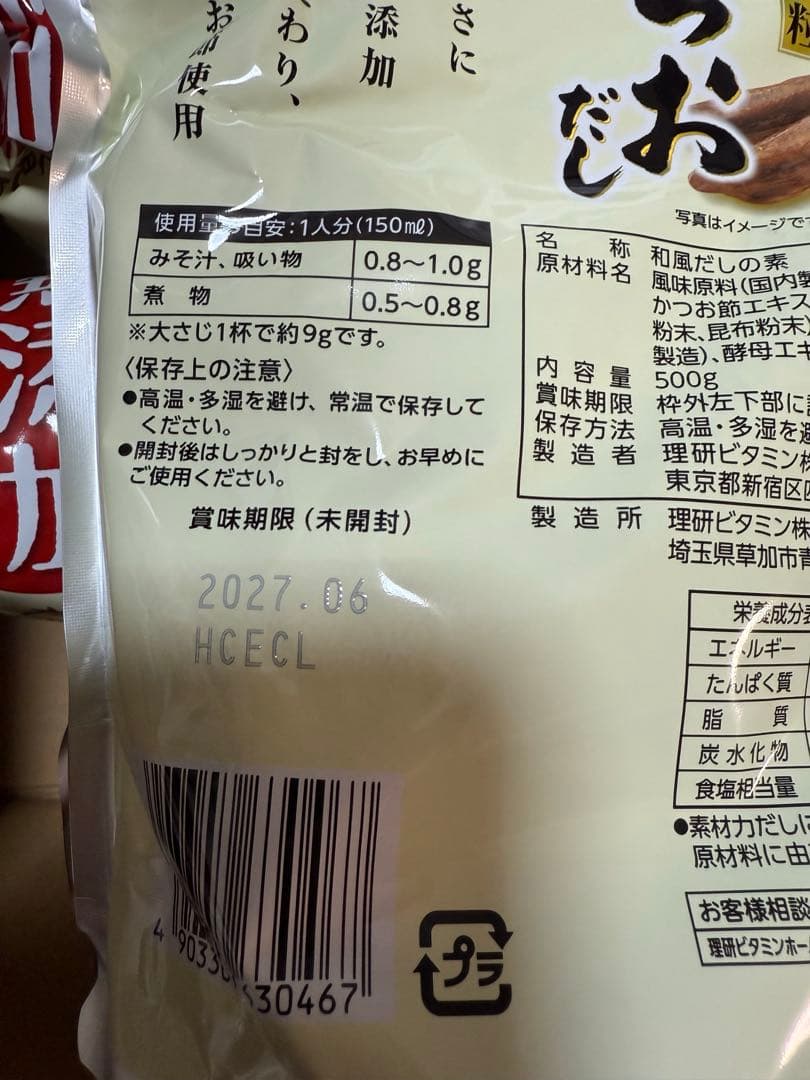 さに
添加
わり、
お
使用
つお
だし
粒
写真はイメージです
使用量 目安：1人分(150㎖)
みそ汁、吸い物 0.8〜1.0g
煮物 0.5〜0.8g
※大さじ1杯で約9gです。
〈保存上の注意〉
●高温・多湿を避け、常温で保存して
ください。
●開封後はしっかりと封をし、お早めに
ご使用ください。
賞味期限（未開封）
2027.06
HCECL
名称 和風だしの素
原材料名 風味原料(国内製
かつお節エキス
粉末、昆布粉末)
製造)、酵母エキ
内容量 500g
賞味期限 枠外左下部に
保存方法 高温・多湿を避
製造者 理研ビタミン株
東京都新宿区四
製造所 理研ビタミン株
埼玉県草加市青
栄養成分表
エネルギー
たんぱく質
脂質
炭水化物
食塩相当量
●素材力だしに
原材料に由
お客様相談
理研ビタミンホー
プラ
630467
無添加